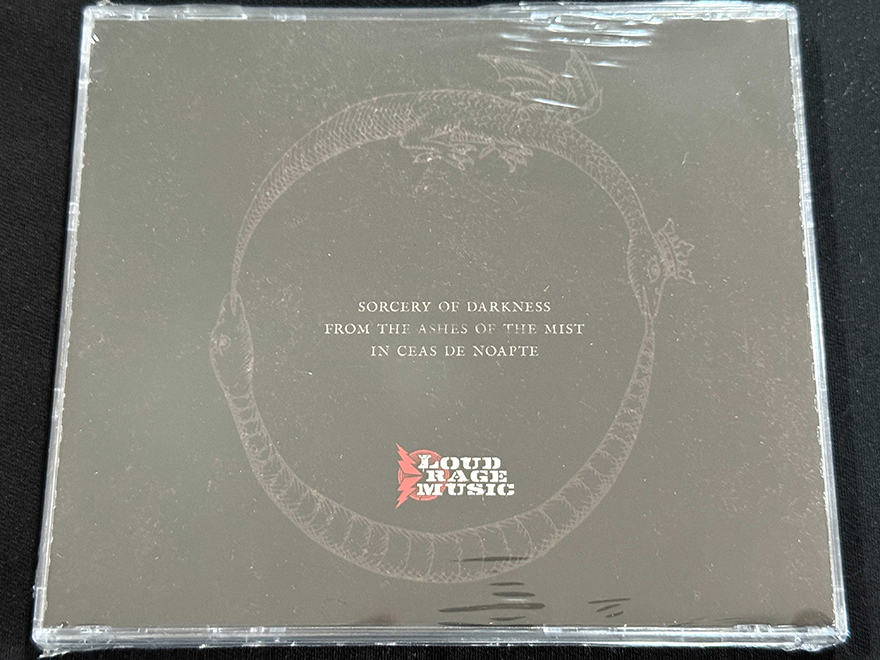 SORCERY OF DARKNESS
FROM THE ASHES OF THE MIST
IN CEAS DE NOAPTE
LOUD
RAGE
MUSIC